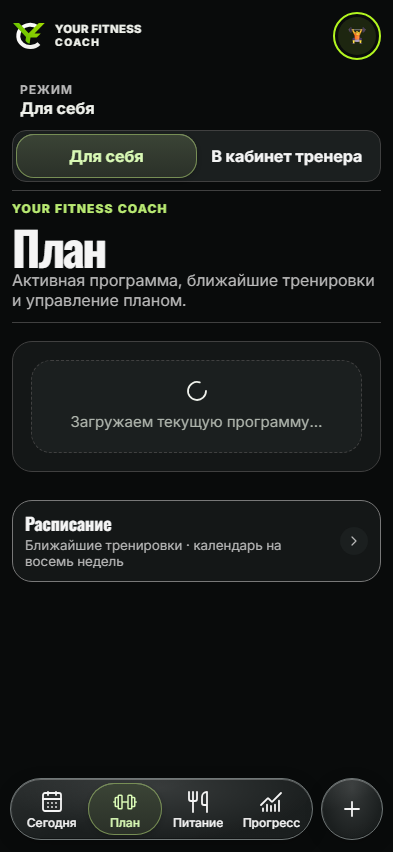 YOUR FITNESS
COACH
РЕЖИМ
Для себя
Для себя
В кабинет тренера
YOUR FITNESS COACH
План
Активная программа, ближайшие тренировки
и управление планом.
Загружаем текущую программу...
Расписание
Ближайшие тренировки · календарь на
восемь недель
Сегодня
План
Питание
Прогресс